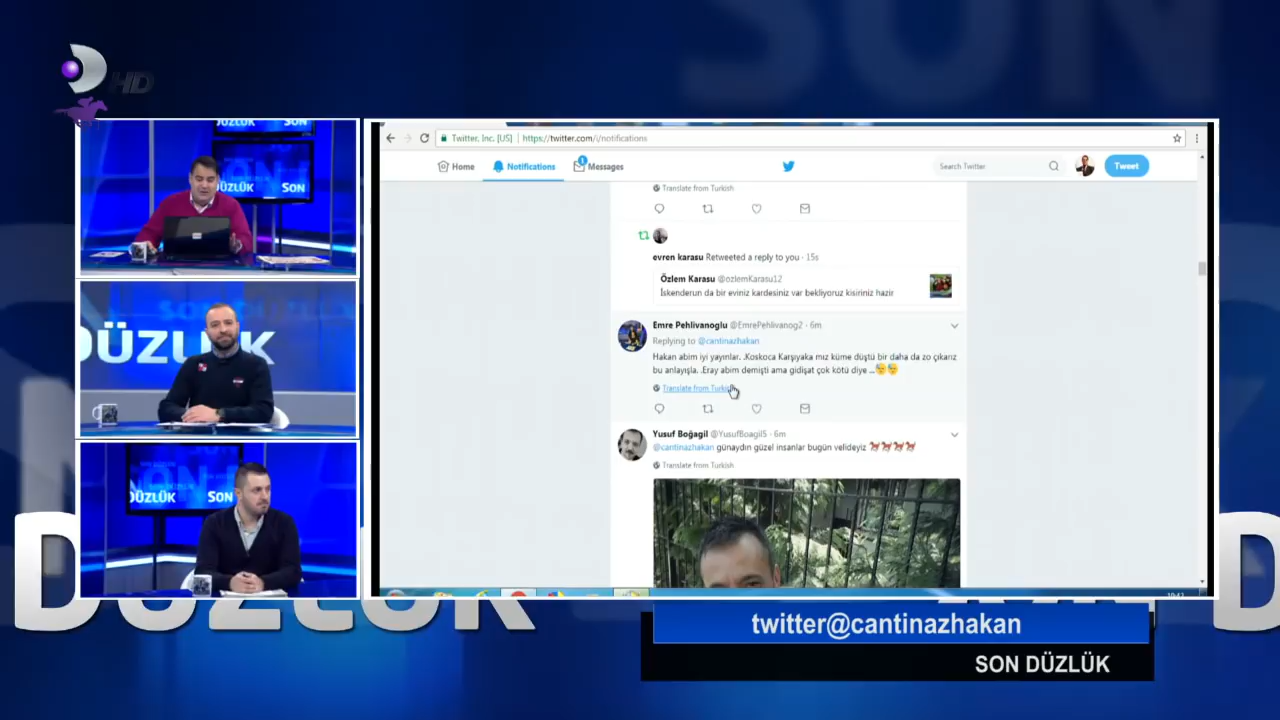 SON
HD
DÜZLÜK
SON
DÜZLÜK
DÜZLÜK
SON
DÜZLÜK
Twitter, Inc. [US]
https://twitter.com/i/notifications
Home
Notifications
1
Messages
Search Twitter
Tweet
Translate from Turkish
evren karasu Retweeted a reply to you · 15s
Özlem Karasu @ozlemKarasu12
İskenderun da bir eviniz kardesiniz var bekliyoruz kisiriniz hazir
Emre Pehlivanoglu @EmrePehlivanog2 · 6m
Replying to @cantinazhakan
Hakan abim iyi yayınlar. .Koskoca Karşıyaka mız küme düştü bir daha da zo çıkarız
bu anlayışla. .Eray abim demişti ama gidişat çok kötü diye ...😪😪
Translate from Turkish
Yusuf Boğagil @YusufBoagil5 · 6m
@cantinazhakan günaydın güzel insanlar bugün velideyiz 🐎🐎🐎🐎
Translate from Turkish
twitter@cantinazhakan
SON DÜZLÜK